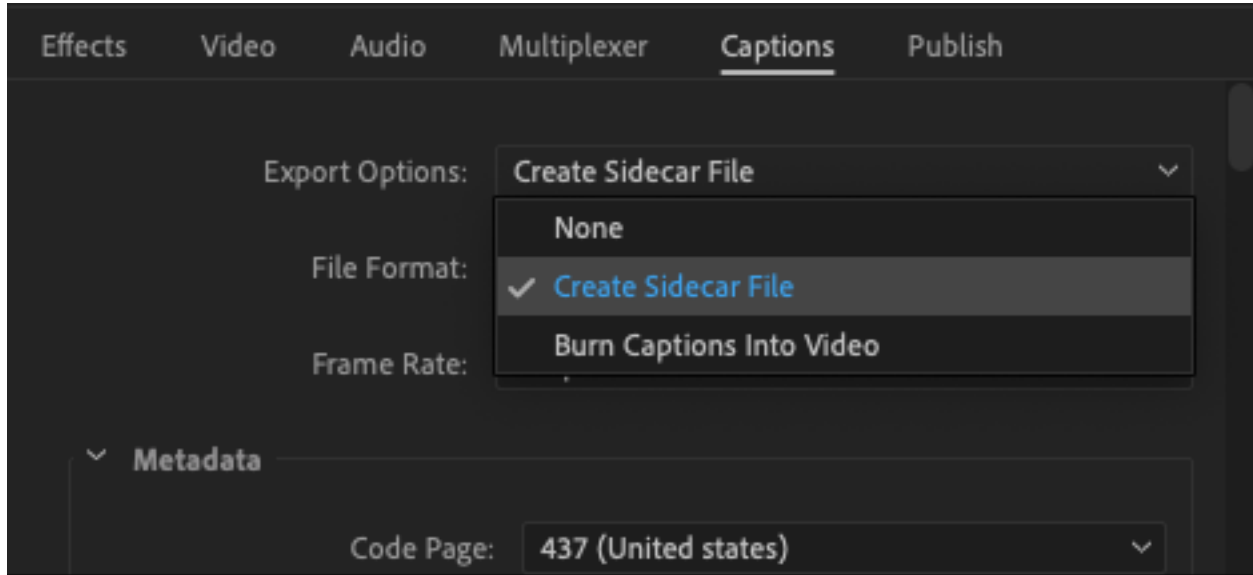 Effects Video Audio Multiplexer Captions Publish
Export Options: Create Sidecar File
None
File Format:
Create Sidecar File
Burn Captions Into Video
Frame Rate:
Metadata
Code Page: 437 (United states)